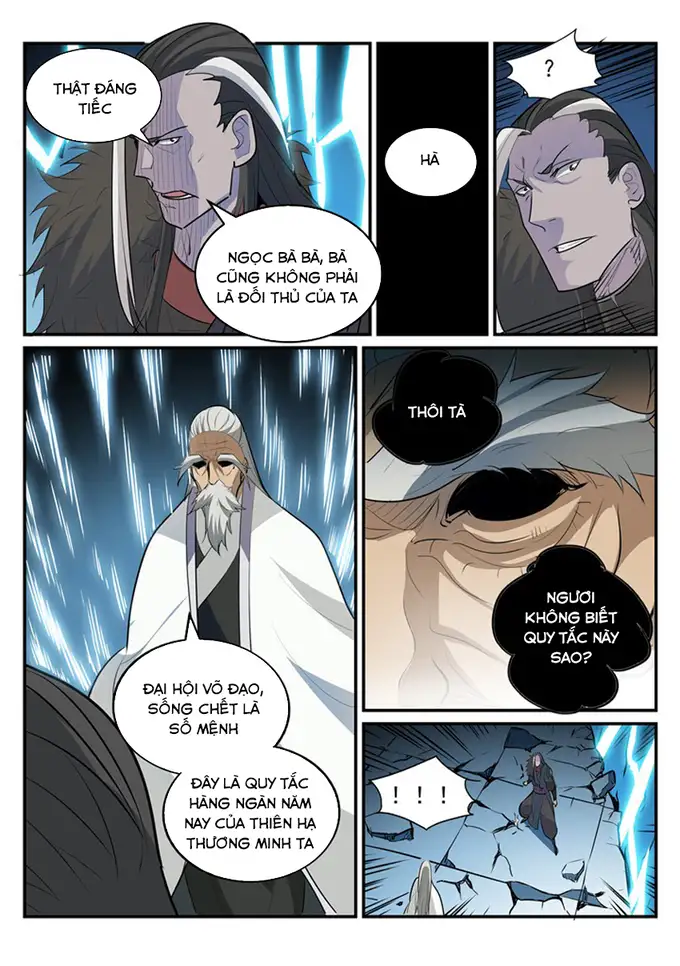 THẬT ĐÁNG
TIẾC
NGỌC BÀ BÀ, BÀ
CŨNG KHÔNG PHẢI
LÀ ĐỐI THỦ CỦA TA
HÀ
?
ĐẠI HỘI VÕ ĐẠO,
SỐNG CHẾT LÀ
SỐ MỆNH
ĐÂY LÀ QUY TẮC
HÀNG NGÀN NĂM
NAY CỦA THIÊN HẠ
THƯƠNG MINH TA
THÔI TÀ
NGƯƠI
KHÔNG BIẾT
QUY TẮC NÀY
SAO?
! ! !